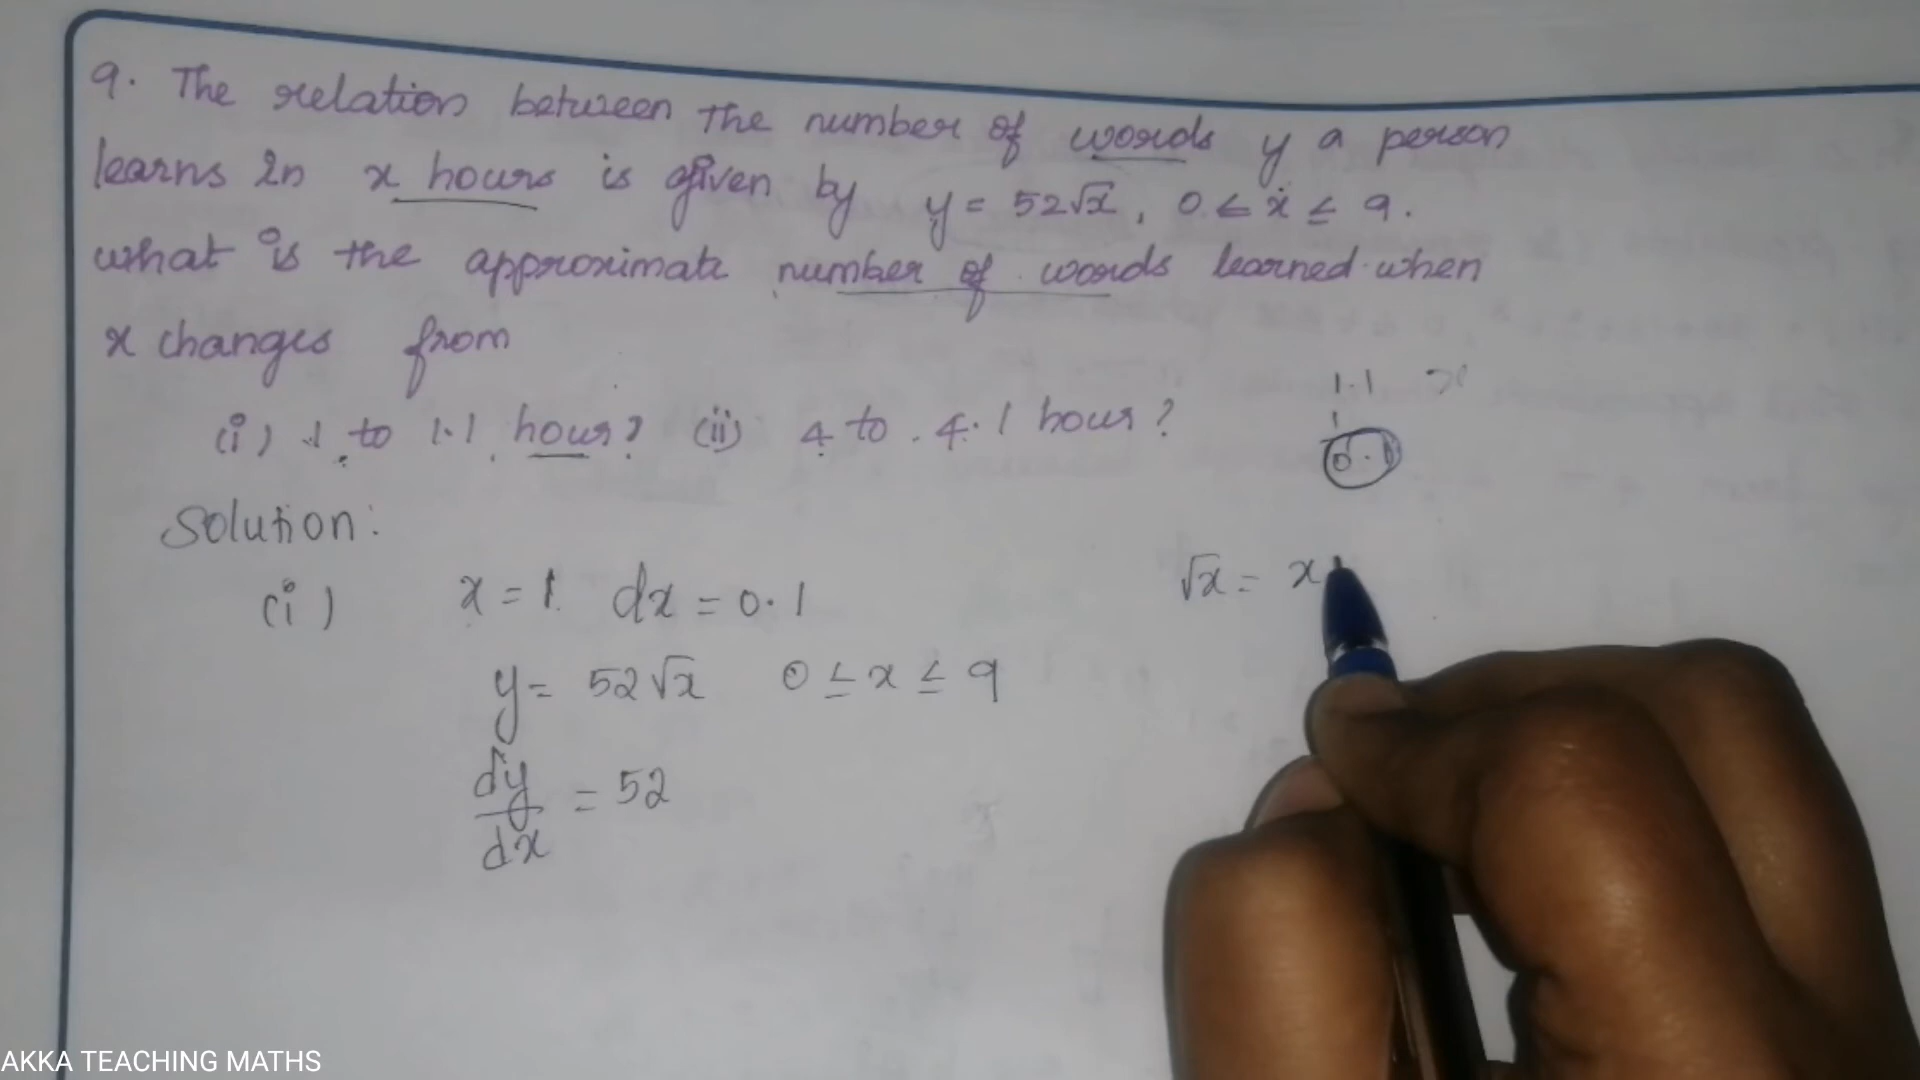 9. The relation between the number of words y a person
learns in x hours is given by y = 52√x, 0 ≤ x ≤ 9.
what is the approximate number of words learned when
x changes from
(i) 1 to 1.1 hour? (ii) 4 to 4.1 hour?
1.1
1
0.1
Solution:
(i) x = 1 dx = 0.1
√x = x
y = 52√x 0 ≤ x ≤ 9
dy/dx = 52
AKKA TEACHING MATHS